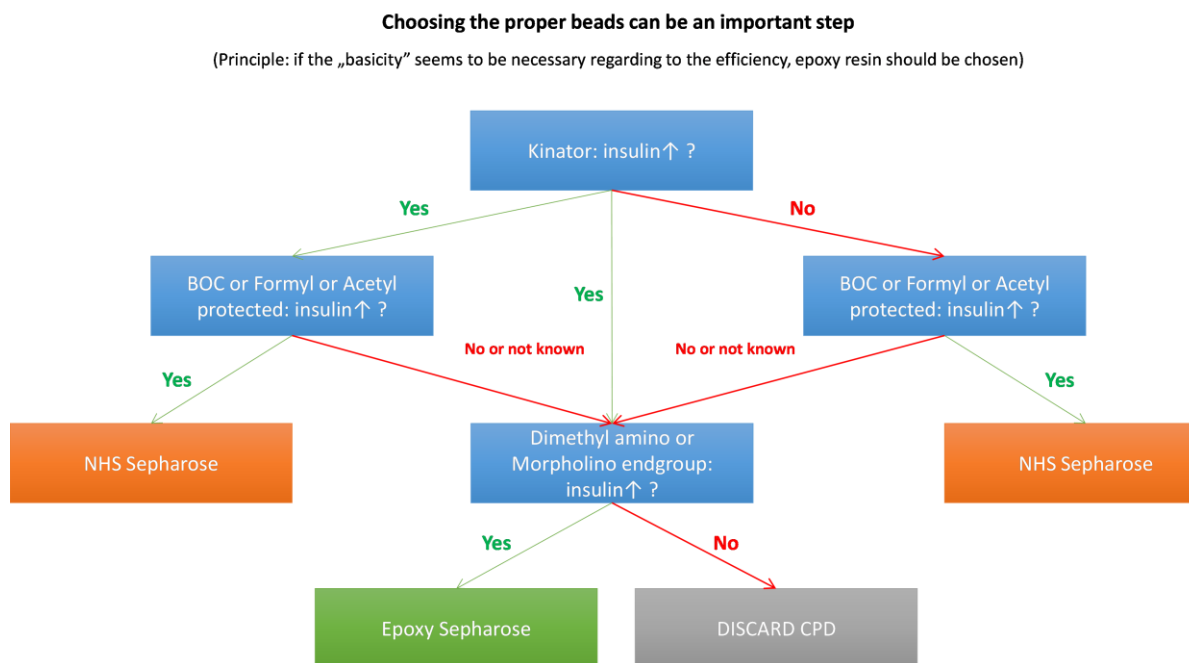 Choosing the proper beads can be an important step
(Principle: if the „basicity” seems to be necessary regarding to the efficiency, epoxy resin should be chosen)
Kinator: insulin↑ ?
Yes
No
BOC or Formyl or Acetyl
protected: insulin↑ ?
Yes
BOC or Formyl or Acetyl
protected: insulin↑ ?
No or not known
No or not known
Yes
Yes
NHS Sepharose
Dimethyl amino or
Morpholino endgroup:
insulin↑ ?
NHS Sepharose
Yes
No
Epoxy Sepharose
DISCARD CPD